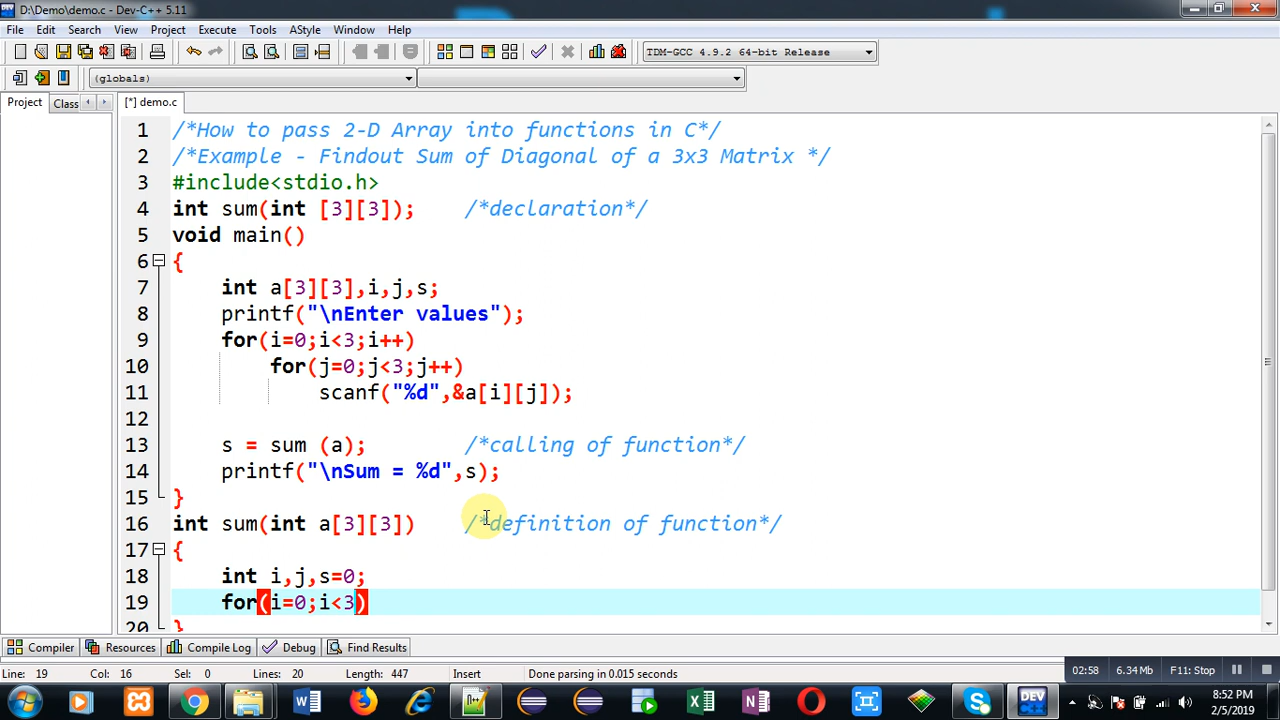 D:\Demo\demo.c - Dev-C++ 5.11
File Edit Search View Project Execute Tools AStyle Window Help
TDM-GCC 4.9.2 64-bit Release
(globals)
Project Class [*] demo.c
1 /*How to pass 2-D Array into functions in C*/
2 /*Example - Findout Sum of Diagonal of a 3x3 Matrix */
3 #include<stdio.h>
4 int sum(int [3][3]); /*declaration*/
5 void main()
6 {
7 int a[3][3],i,j,s;
8 printf("\nEnter values");
9 for(i=0;i<3;i++)
10 for(j=0;j<3;j++)
11 scanf("%d",&a[i][j]);
12
13 s = sum (a); /*calling of function*/
14 printf("\nSum = %d",s);
15 }
16 int sum(int a[3][3]) /*definition of function*/
17 {
18 int i,j,s=0;
19 for(i=0;i<3)
20 }
Compiler Resources Compile Log Debug Find Results
Line: 19 Col: 16 Sel: 0 Lines: 20 Length: 447 Insert Done parsing in 0.015 seconds 02:58 6.34 Mb F11: Stop
DEV
8:52 PM
2/5/2019